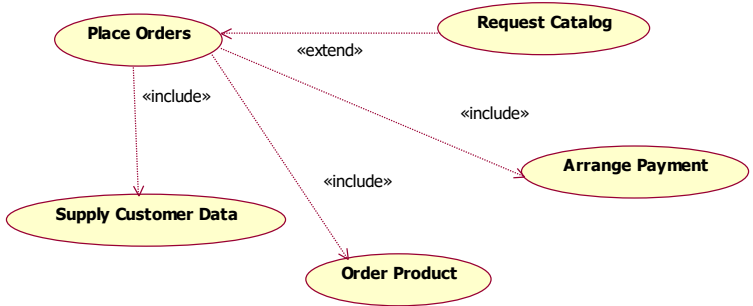 Request Catalog
Place Orders
«extend»
«include»
«include»
Arrange Payment
«include»
Supply Customer Data
Order Product